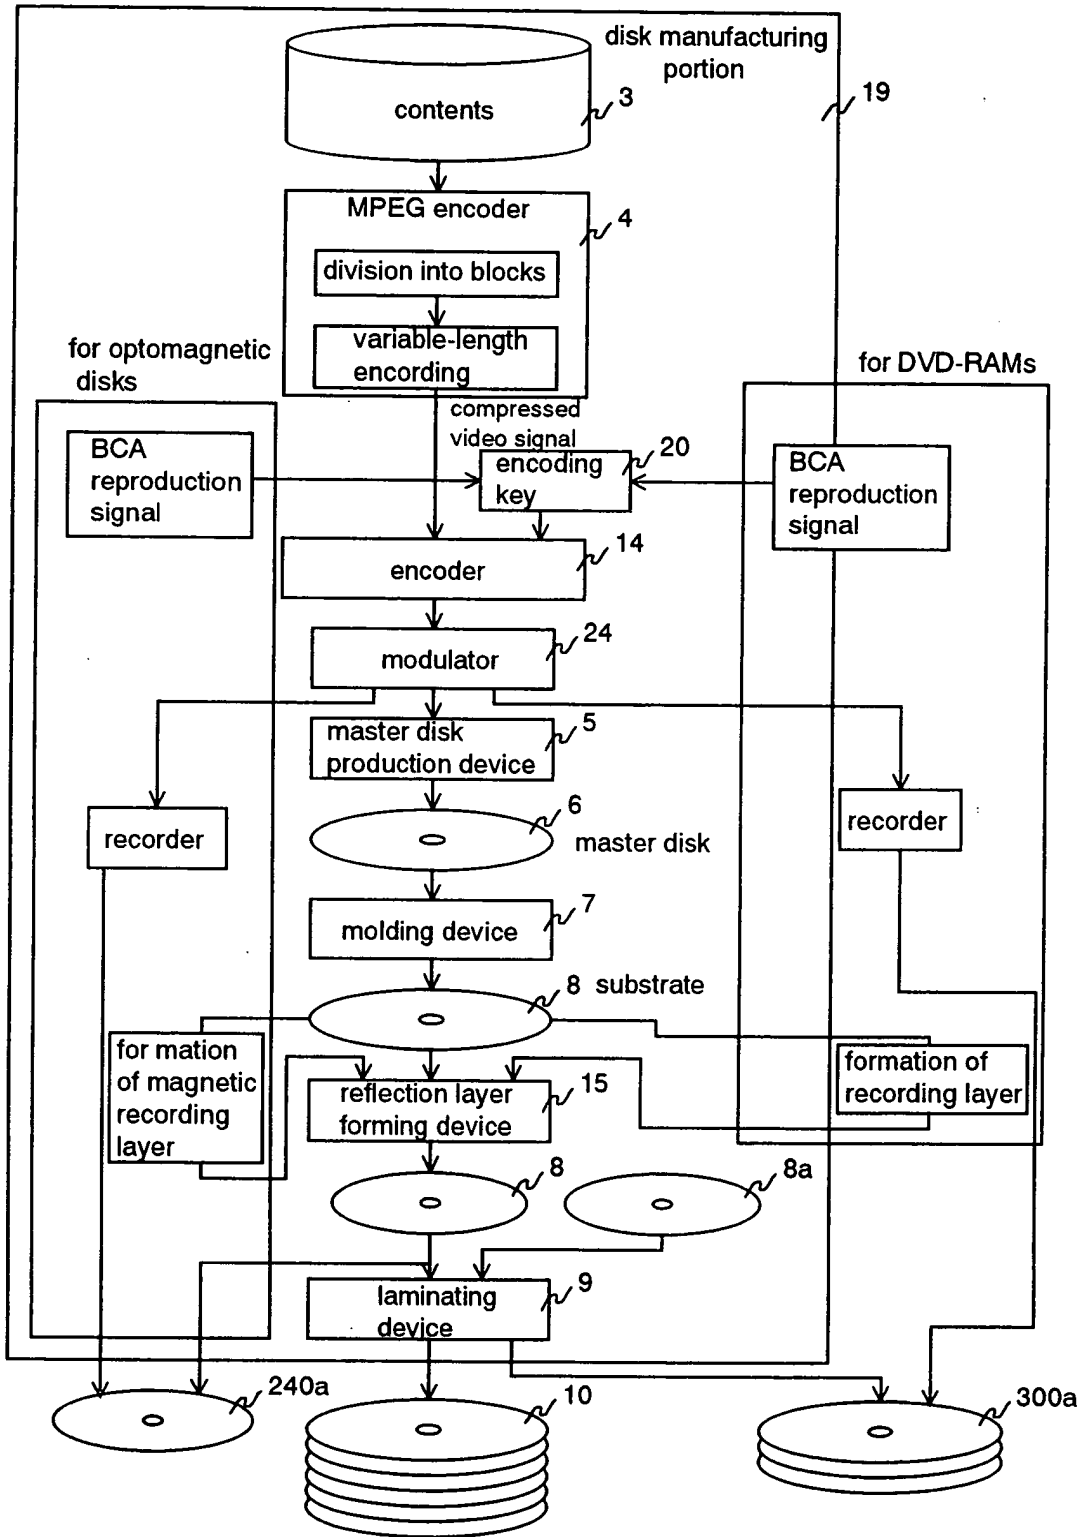 disk manufacturing
portion
19
contents
3
MPEG encoder
4
division into blocks
variable-length
encording
for optomagnetic
disks
for DVD-RAMs
compressed
video signal
BCA
reproduction
signal
encoding
key
20
BCA
reproduction
signal
encoder
14
modulator
24
master disk
production device
5
recorder
6
master disk
recorder
molding device
7
8 substrate
for mation
of magnetic
recording
layer
reflection layer
forming device
15
formation of
recording layer
8
8a
laminating
device
9
240a
10
300a